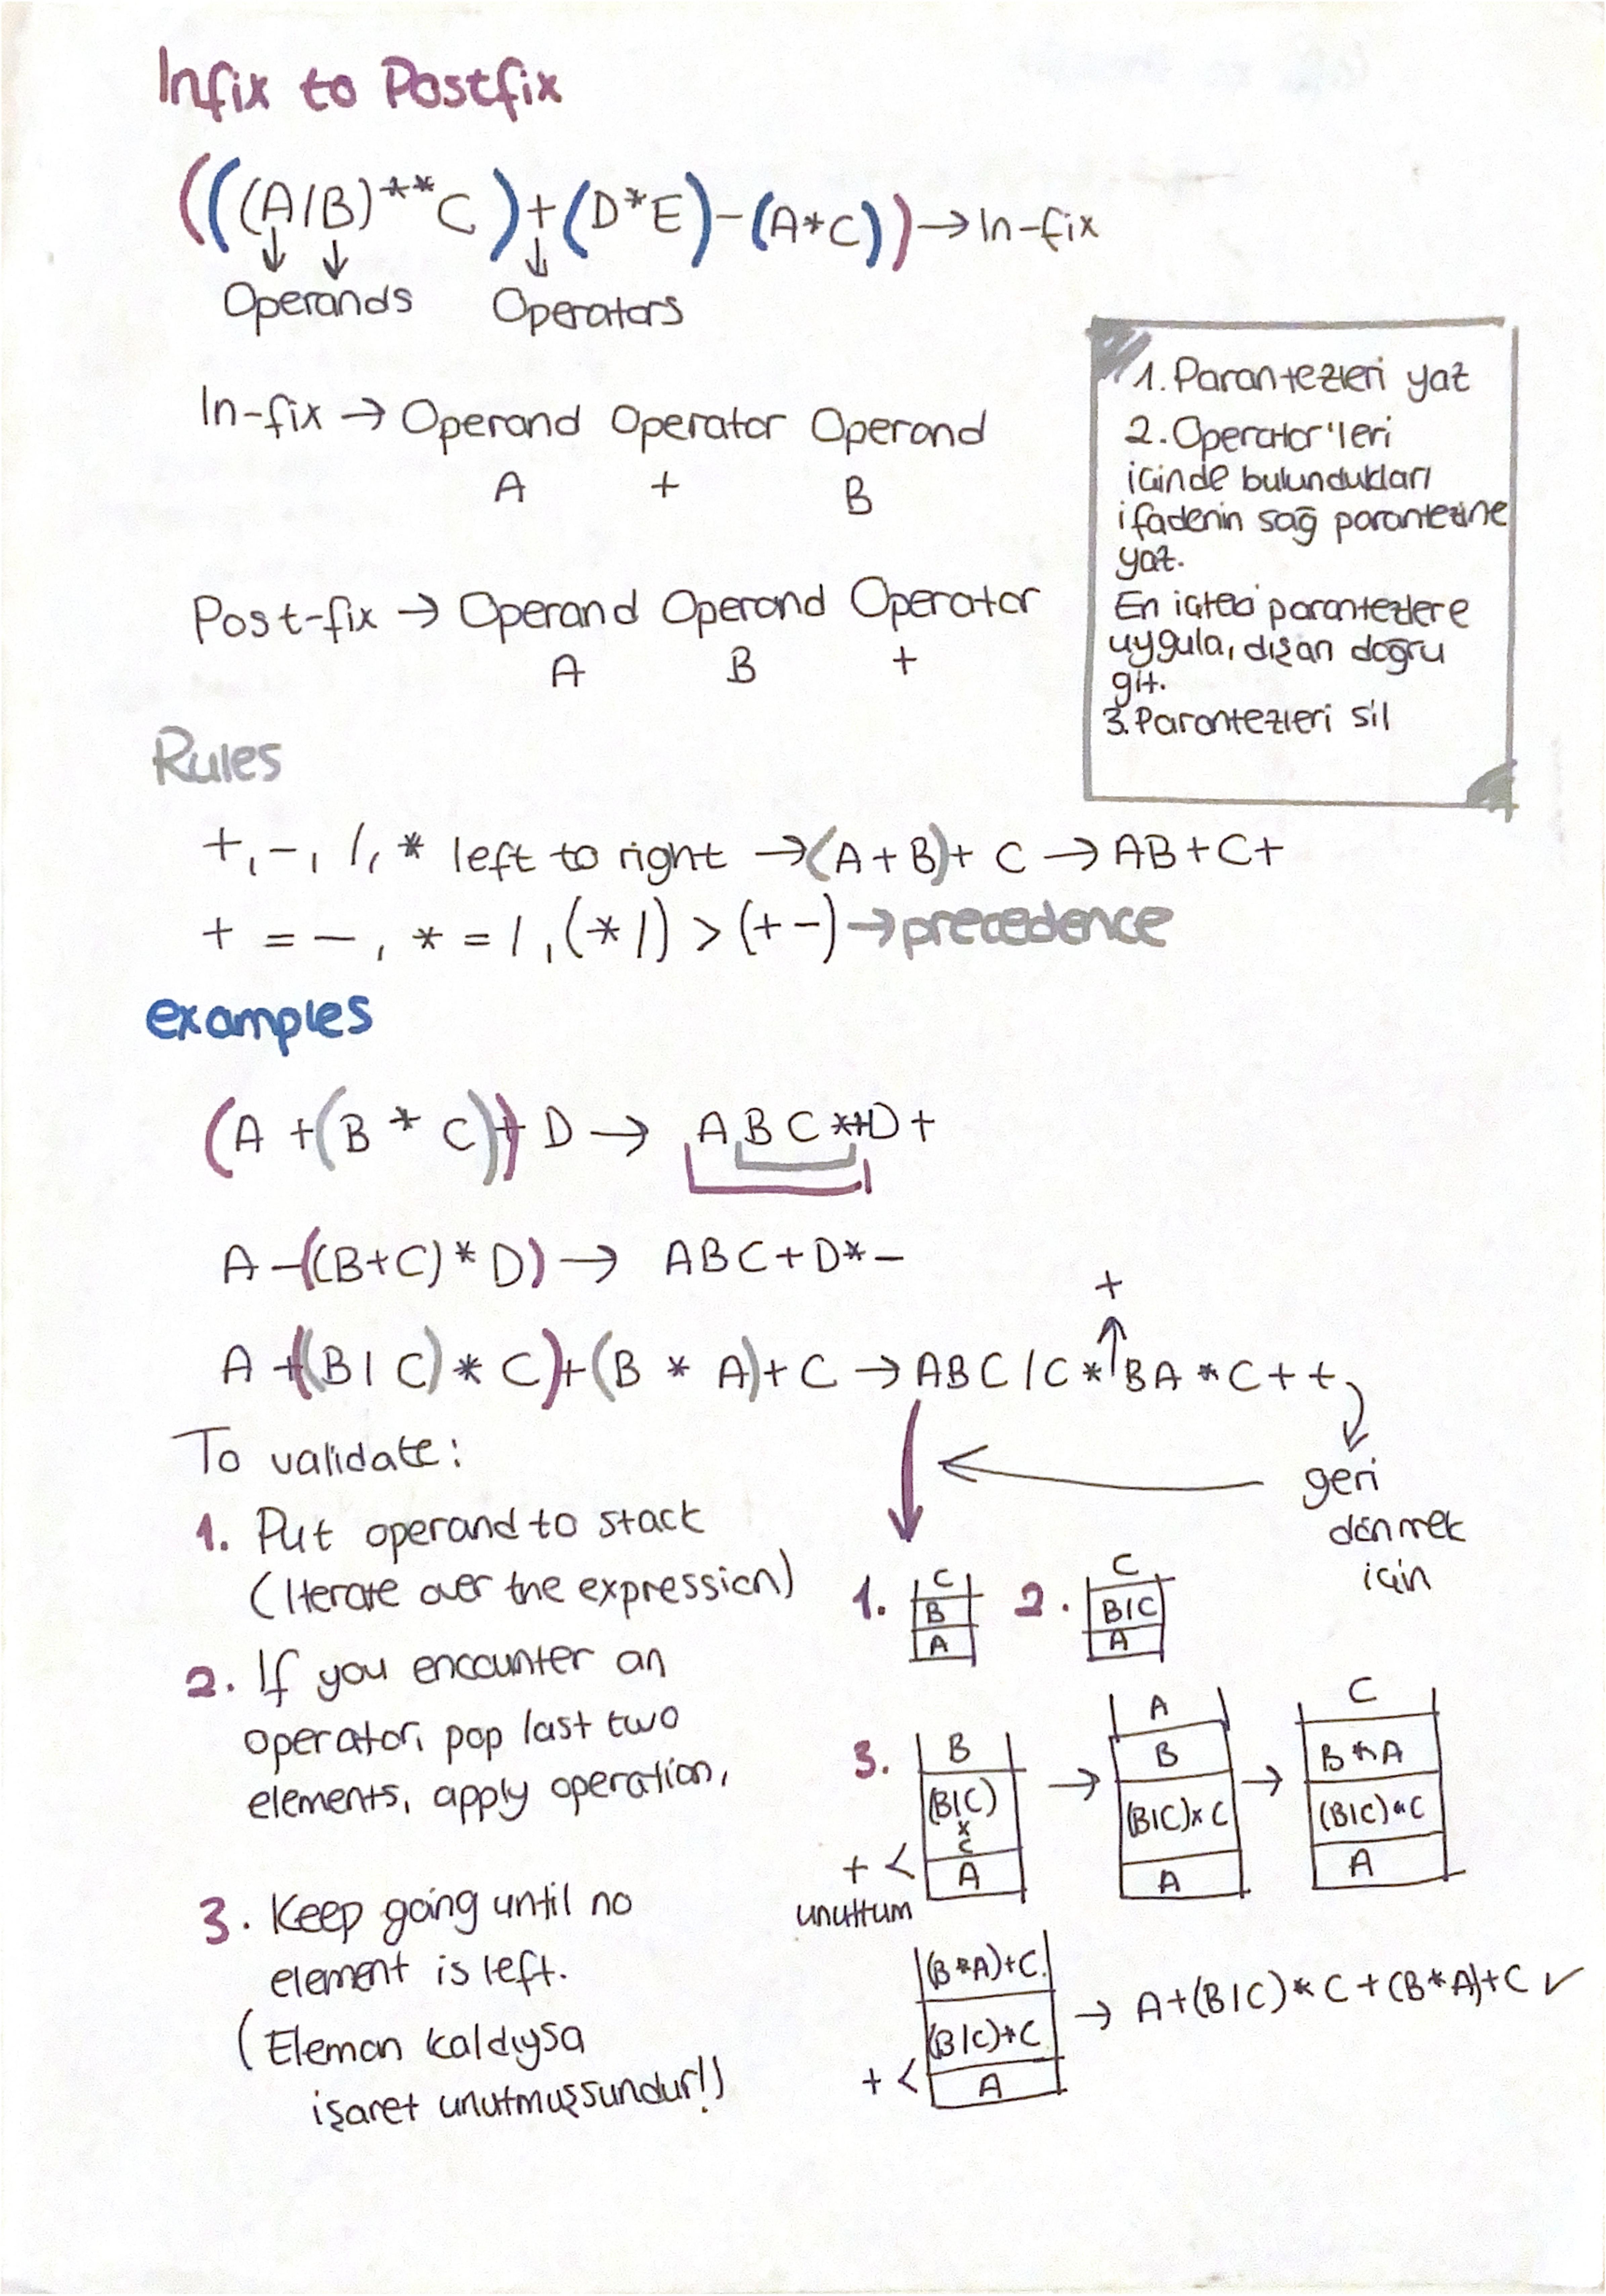 Infix to Postfix
(((A/B)**C)+(D*E)-(A*C))→In-fix
Operands Operators
In-fix → Operand Operator Operand
A + B
Post-fix → Operand Operand Operator
A B +
1. Parantezleri yaz
2. Operator'leri
içinde bulundukları
ifadenin sağ parantezine
yaz.
En içteki parantezlere
uygula, dışarı doğru
git.
3. Parantezleri sil
Rules
+, -, /, * left to right →(A+B)+ C → AB+C+
+ = -, * = /, (* /) > (+ -) → precedence
examples
(A +(B * C))+ D → ABC*+D+
A -((B+C) * D) → ABC+D*-
+
A +((B/C) * C)+(B * A)+C → ABC/C*↑BA*C++
geri
dönmek
için
To validate:
1. Put operand to stack
(Iterate over the expression)
2. If you encounter an
operator, pop last two
elements, apply operation,
3. Keep going until no
element is left.
(Eleman kaldıysa
işaret unutmuşsundur!)
1. C
B
A
2. C
B/C
A
3. B
(B/C)
x
C
+ < A
unuttum
→ A
B
(B/C)x C
A
→ C
B*A
(B/C)*C
A
(B*A)+C
(B/C)*C
+ < A
→ A+(B/C)*C+(B*A)+C ✓